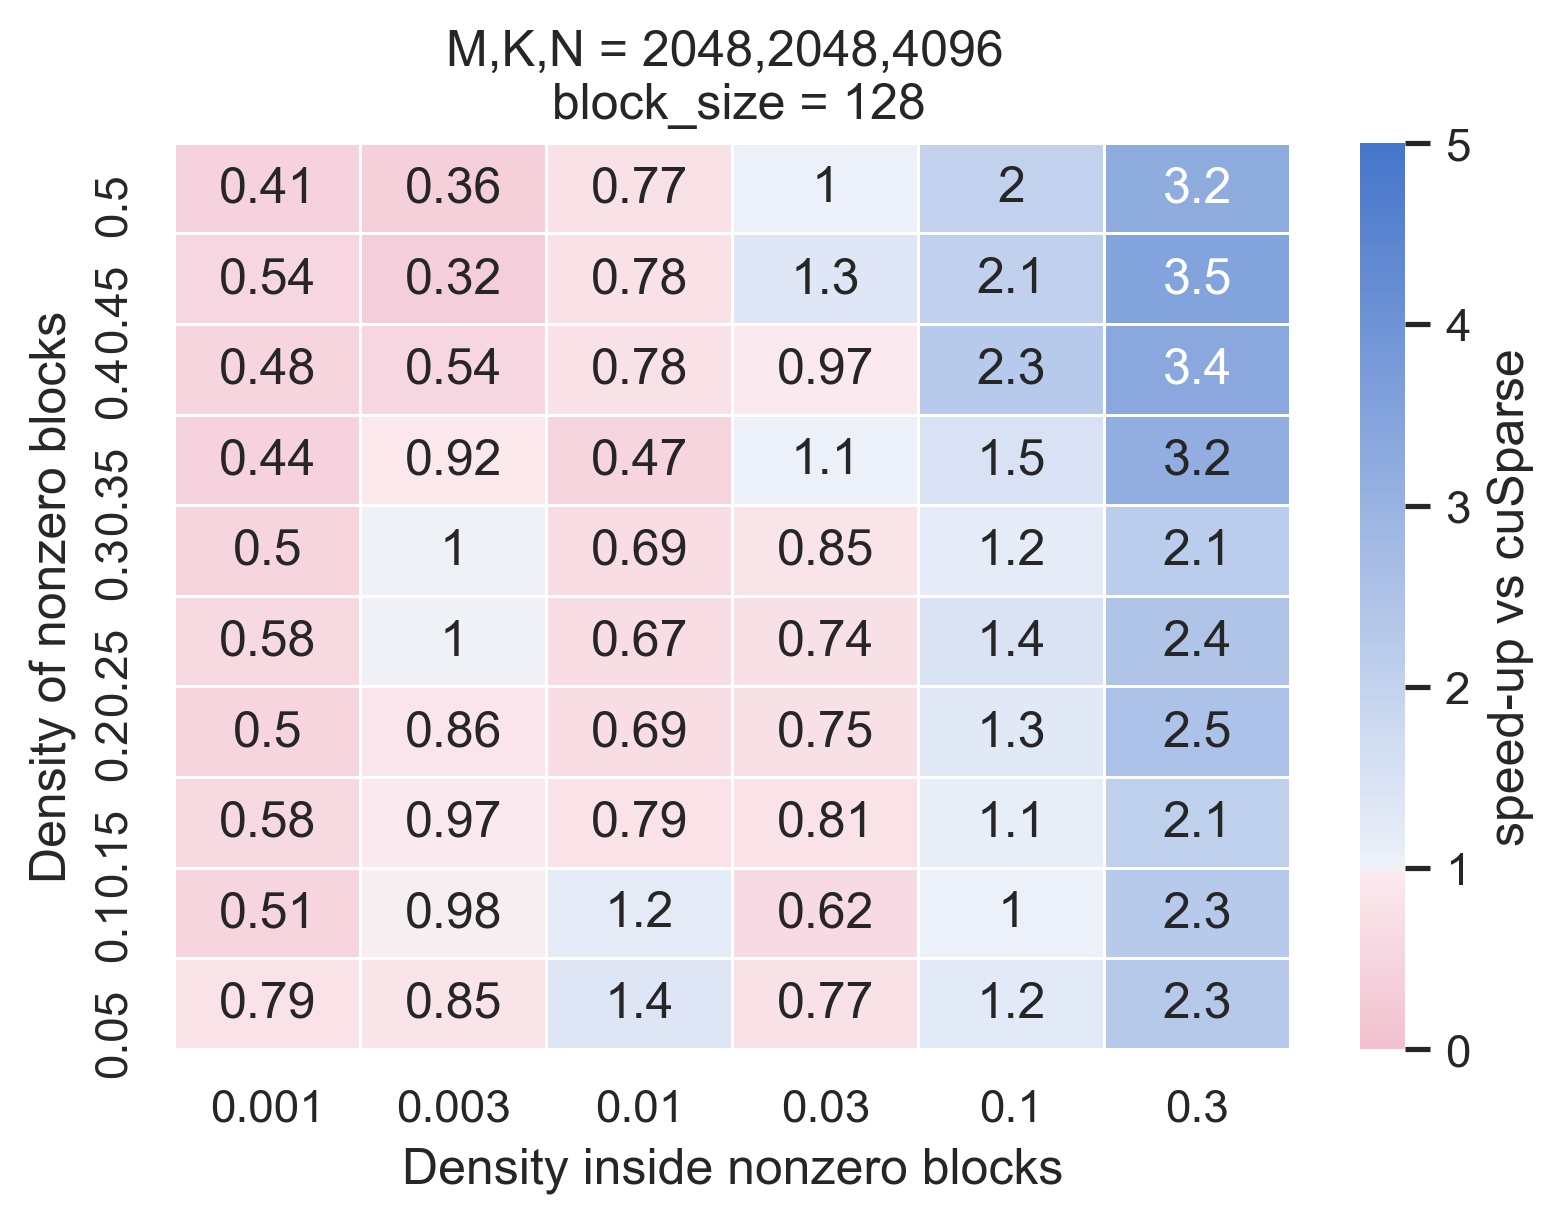 M,K,N = 2048,2048,4096
block_size = 128
Density of nonzero blocks
0.5 0.41 0.36 0.77 1 2 3.2
0.45 0.54 0.32 0.78 1.3 2.1 3.5
0.4 0.48 0.54 0.78 0.97 2.3 3.4
0.35 0.44 0.92 0.47 1.1 1.5 3.2
0.3 0.5 1 0.69 0.85 1.2 2.1
0.25 0.58 1 0.67 0.74 1.4 2.4
0.2 0.5 0.86 0.69 0.75 1.3 2.5
0.15 0.58 0.97 0.79 0.81 1.1 2.1
0.1 0.51 0.98 1.2 0.62 1 2.3
0.05 0.79 0.85 1.4 0.77 1.2 2.3
0.001 0.003 0.01 0.03 0.1 0.3
Density inside nonzero blocks
5
4
3
2
1
0
speed-up vs cuSparse